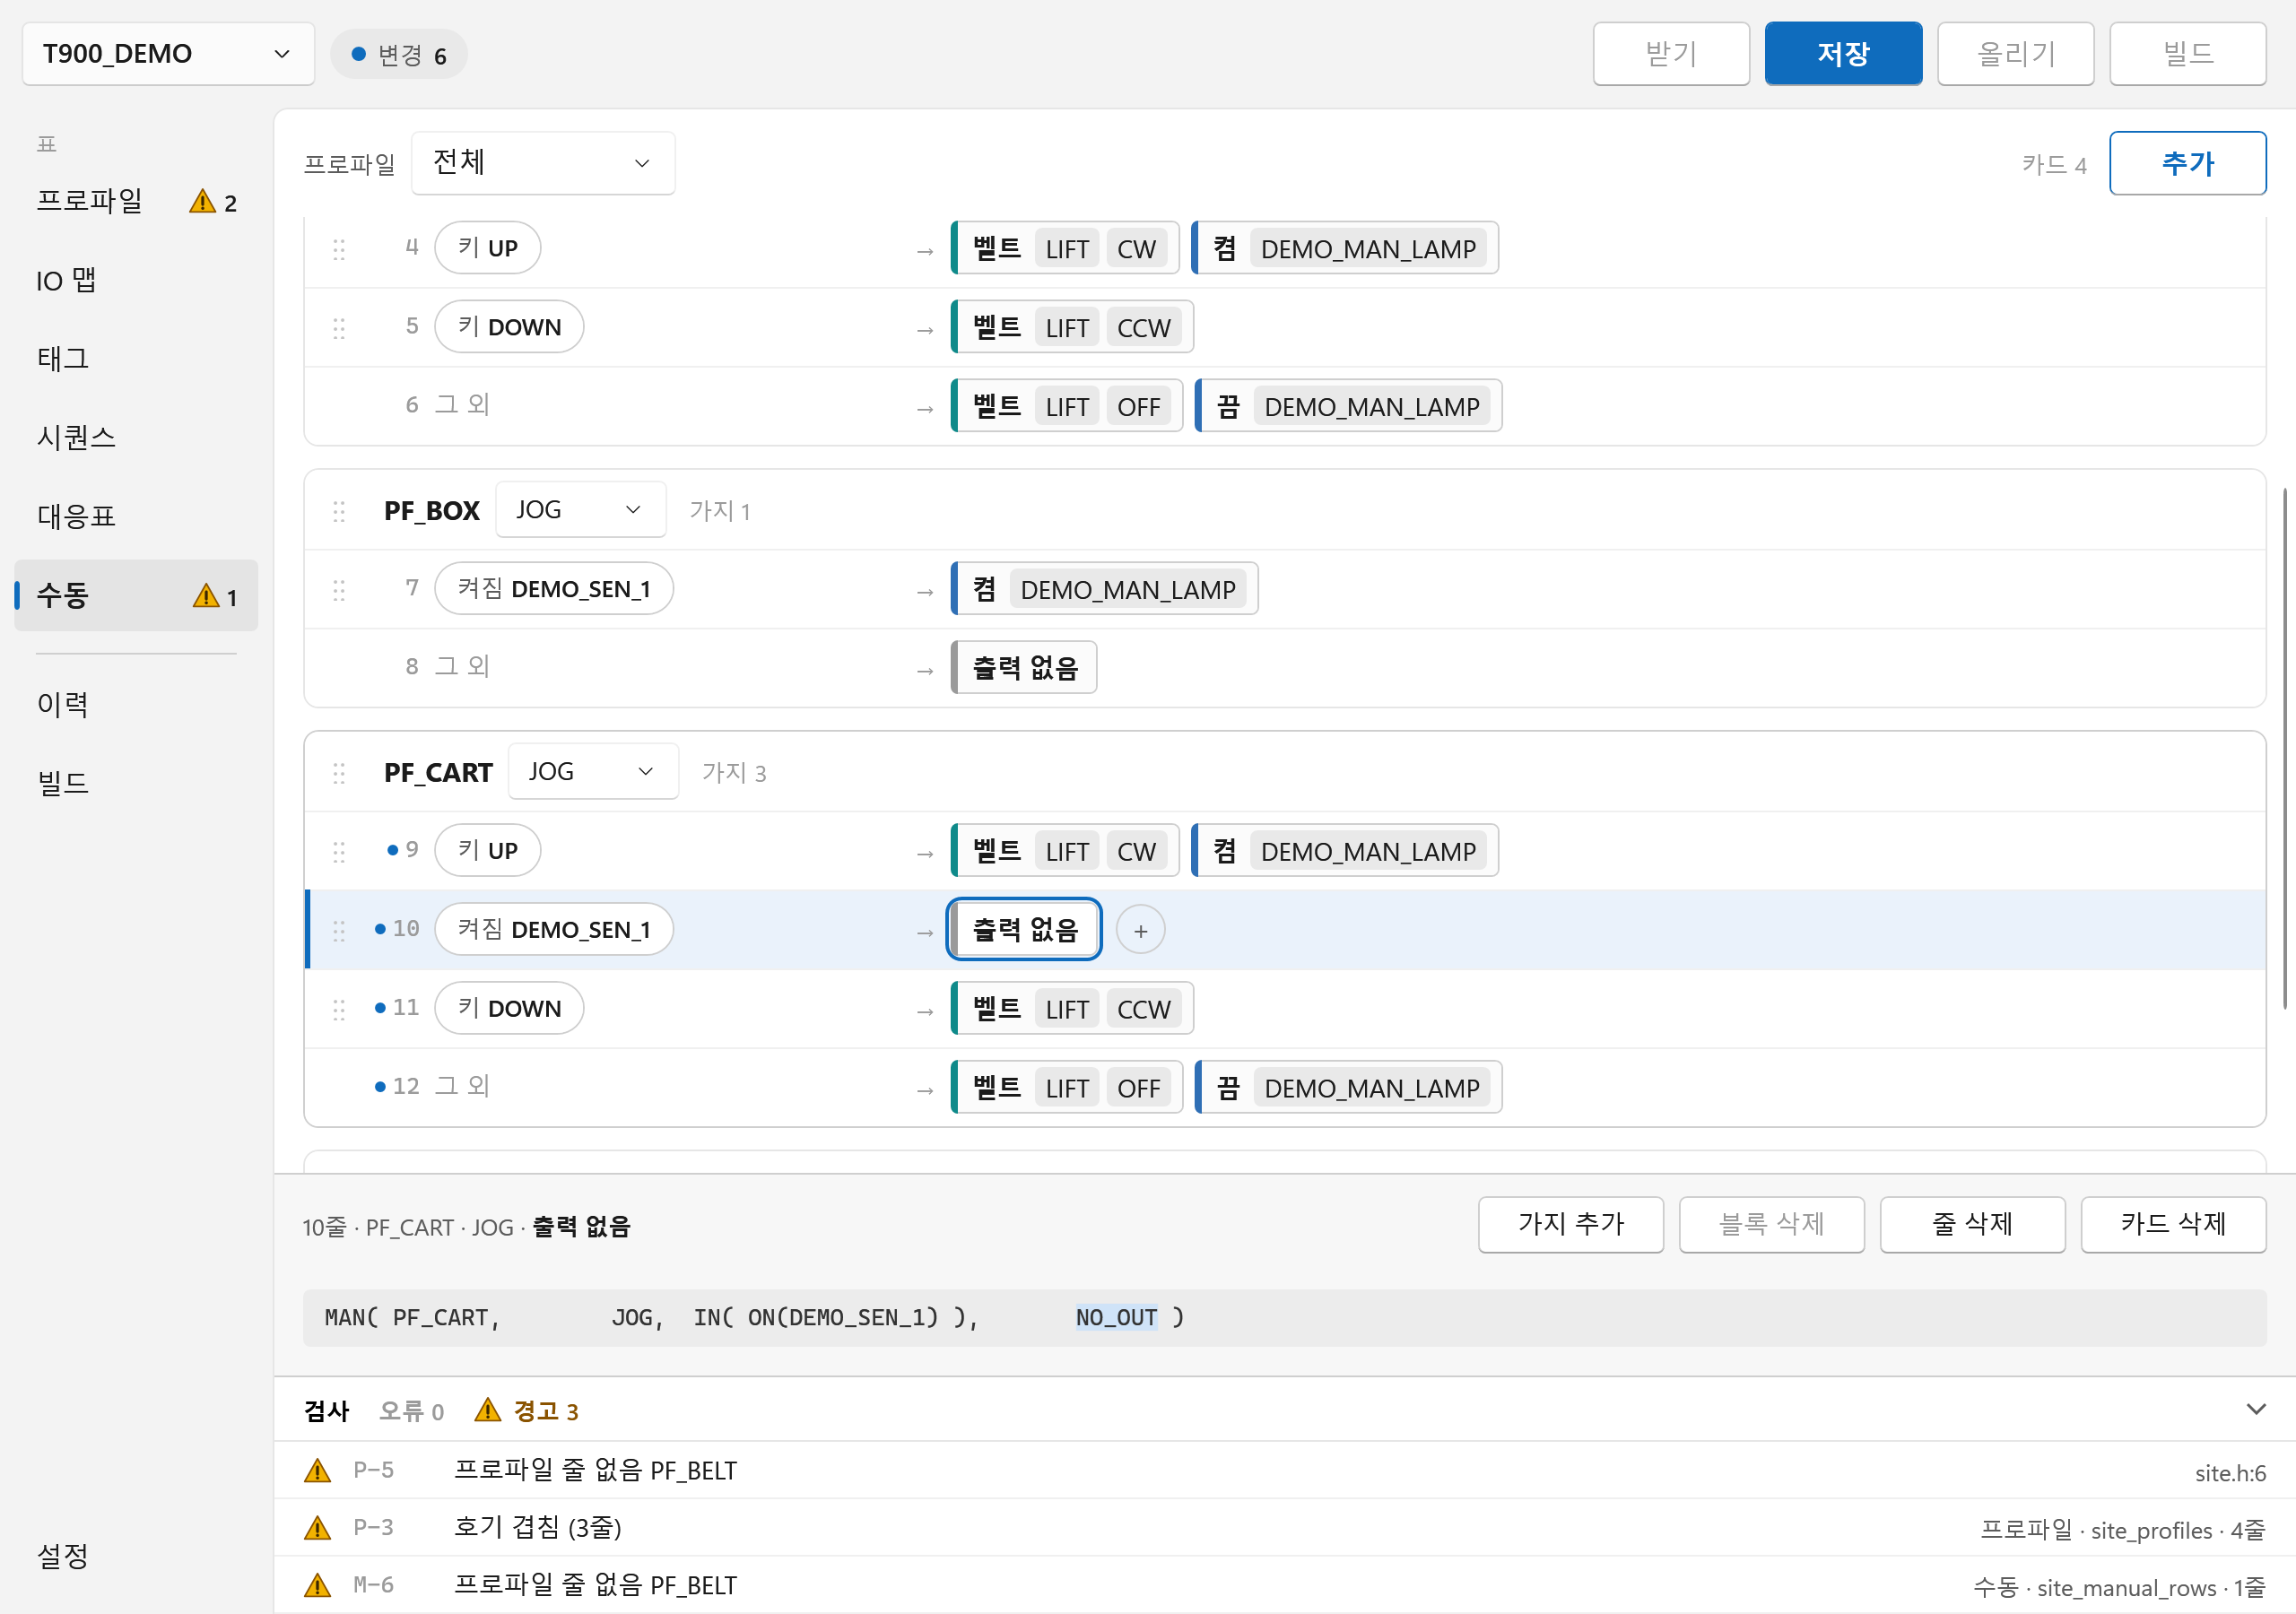 T900_DEMO 변경 6 받기 저장 올리기 빌드
표
프로파일 2
IO 맵
태그
시퀀스
대응표
수동 1
이력
빌드
설정
프로파일 전체 카드 4 추가
4 키 UP → 벨트 LIFT CW 켬 DEMO_MAN_LAMP
5 키 DOWN → 벨트 LIFT CCW
6 그 외 → 벨트 LIFT OFF 끔 DEMO_MAN_LAMP
PF_BOX JOG 가지 1
7 켜짐 DEMO_SEN_1 → 켬 DEMO_MAN_LAMP
8 그 외 → 출력 없음
PF_CART JOG 가지 3
9 키 UP → 벨트 LIFT CW 켬 DEMO_MAN_LAMP
10 켜짐 DEMO_SEN_1 → 출력 없음 +
11 키 DOWN → 벨트 LIFT CCW
12 그 외 → 벨트 LIFT OFF 끔 DEMO_MAN_LAMP
10줄 · PF_CART · JOG · 출력 없음 가지 추가 블록 삭제 줄 삭제 카드 삭제
MAN( PF_CART, JOG, IN( ON(DEMO_SEN_1) ), NO_OUT )
검사 오류 0 경고 3
P-5 프로파일 줄 없음 PF_BELT site.h:6
P-3 호기 겹침 (3줄) 프로파일 · site_profiles · 4줄
M-6 프로파일 줄 없음 PF_BELT 수동 · site_manual_rows · 1줄